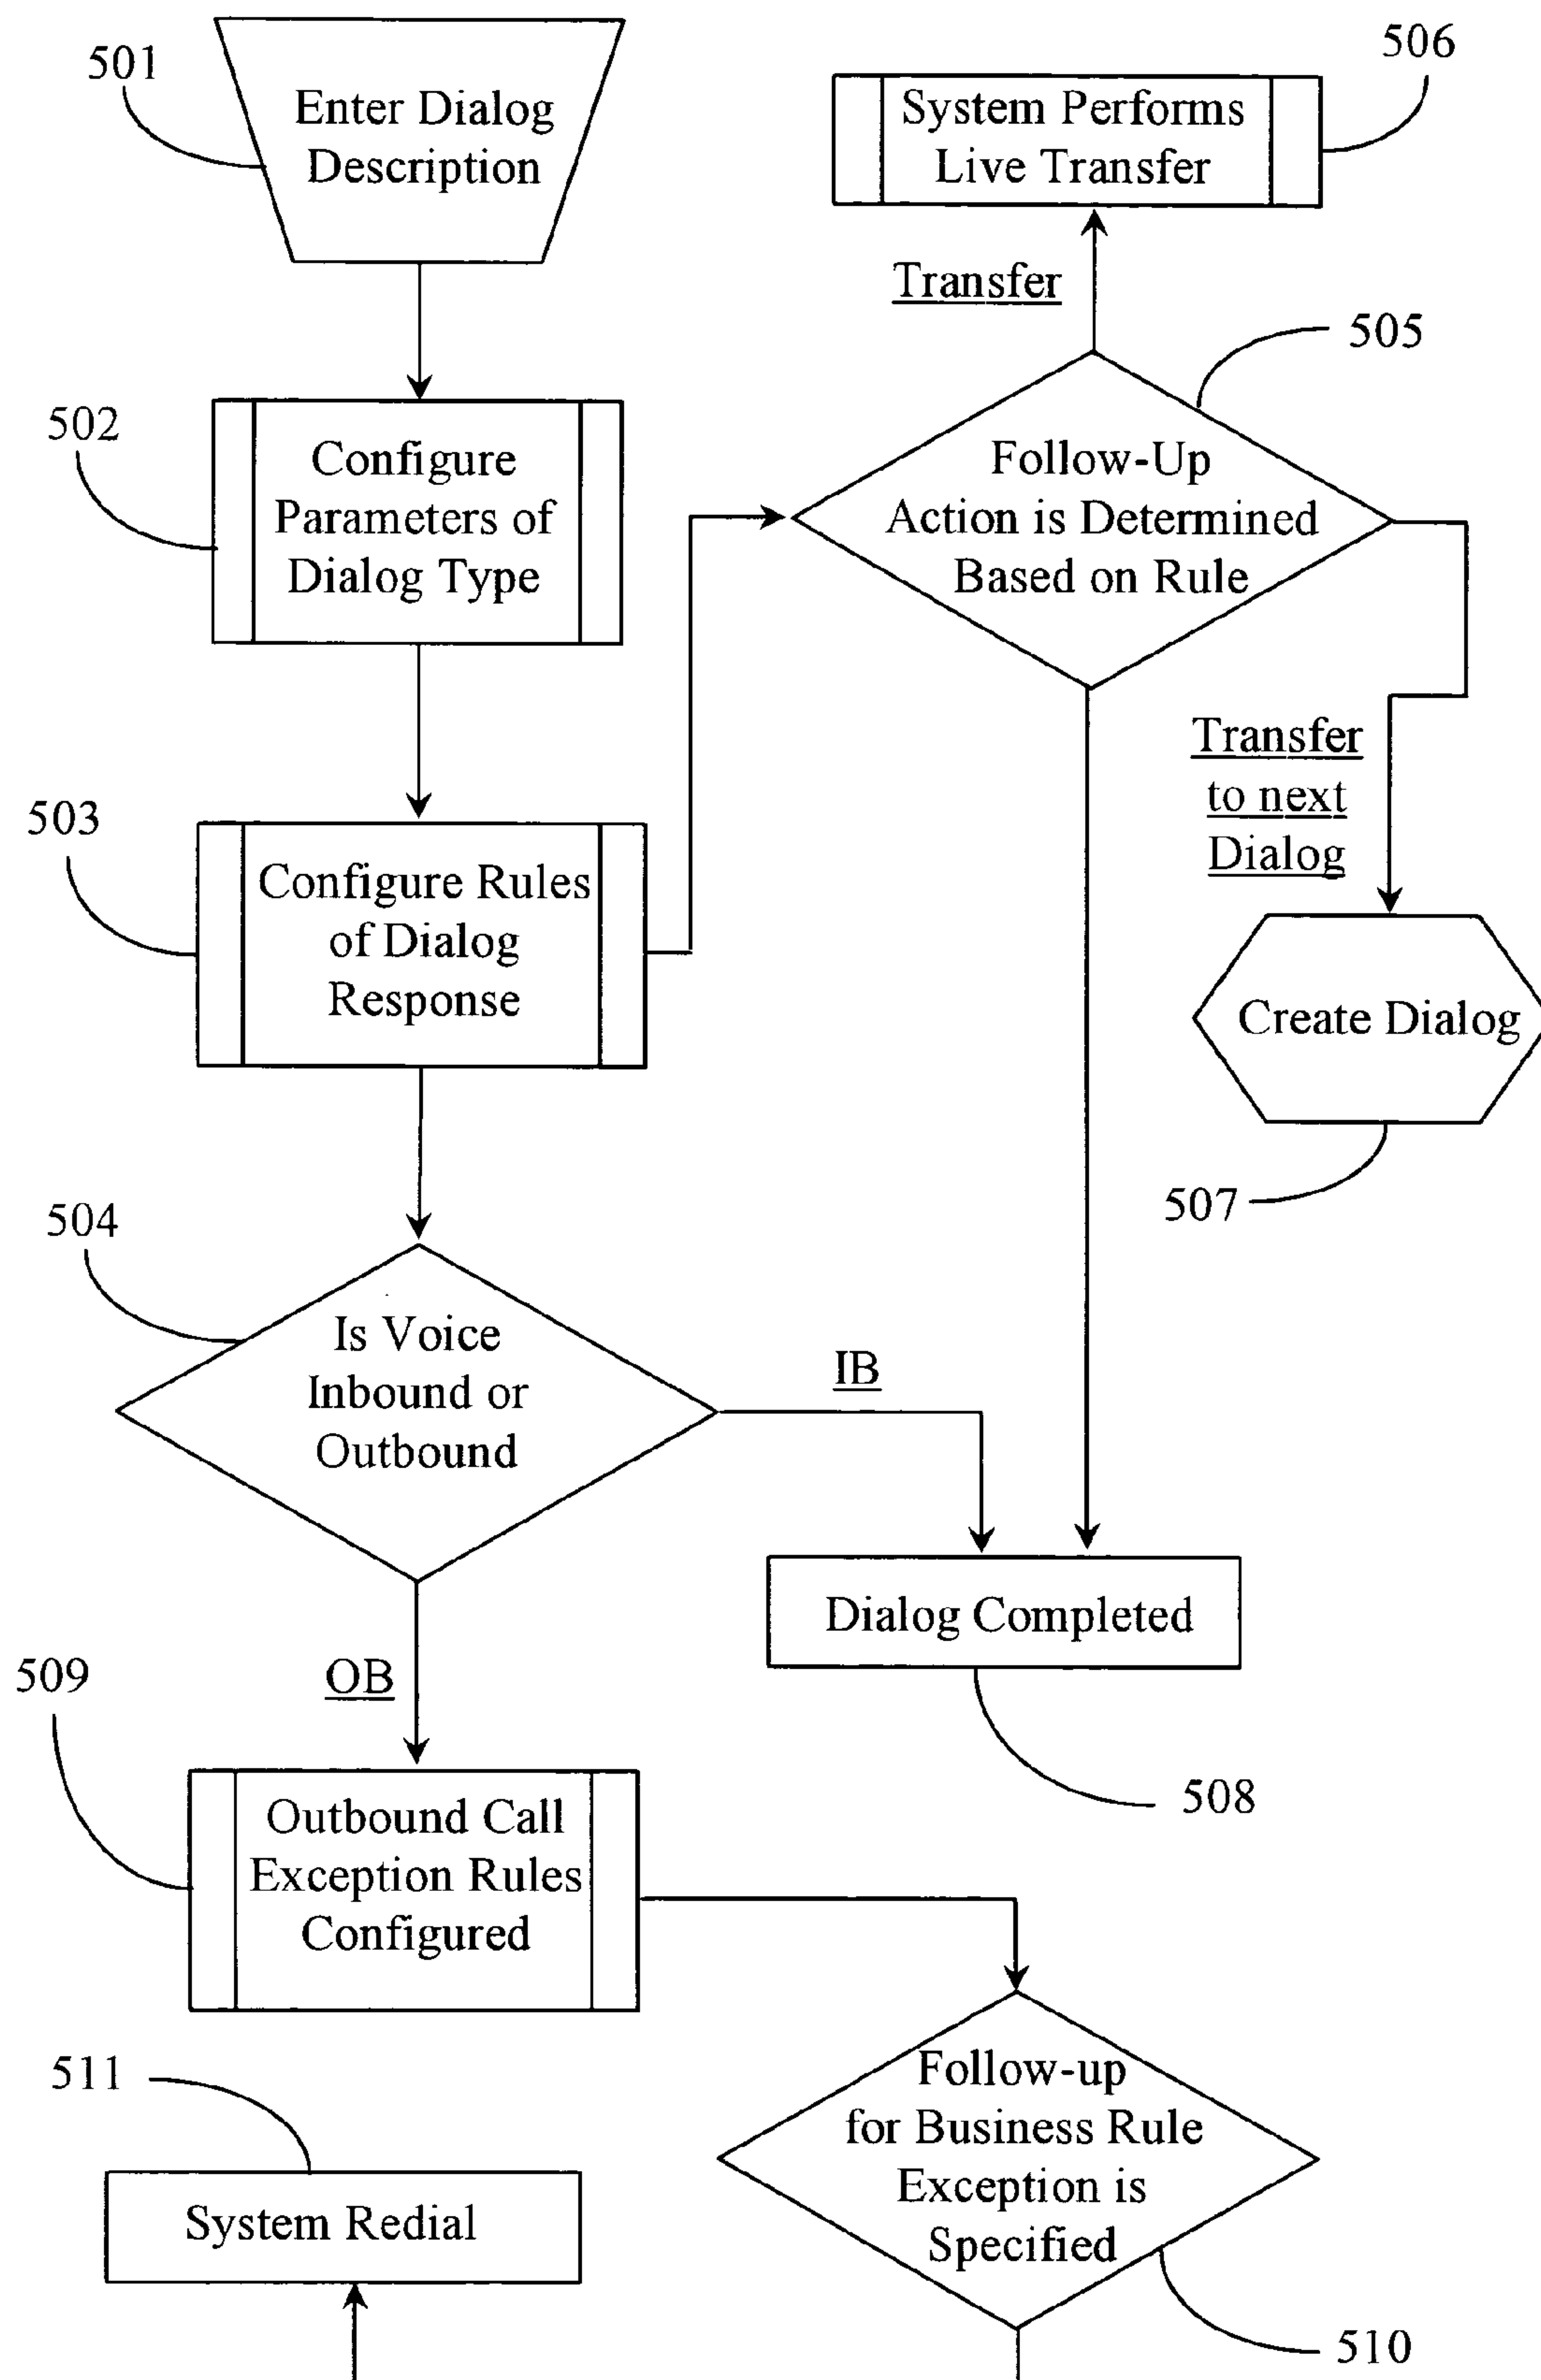 501
Enter Dialog
Description
506
System Performs
Live Transfer
Transfer
505
502
Configure
Parameters of
Dialog Type
Follow-Up
Action is Determined
Based on Rule
Transfer
to next
Dialog
503
Configure Rules
of Dialog
Response
Create Dialog
507
504
Is Voice
Inbound or
Outbound
IB
Dialog Completed
508
OB
509
Outbound Call
Exception Rules
Configured
511
System Redial
Follow-up
for Business Rule
Exception is
Specified
510